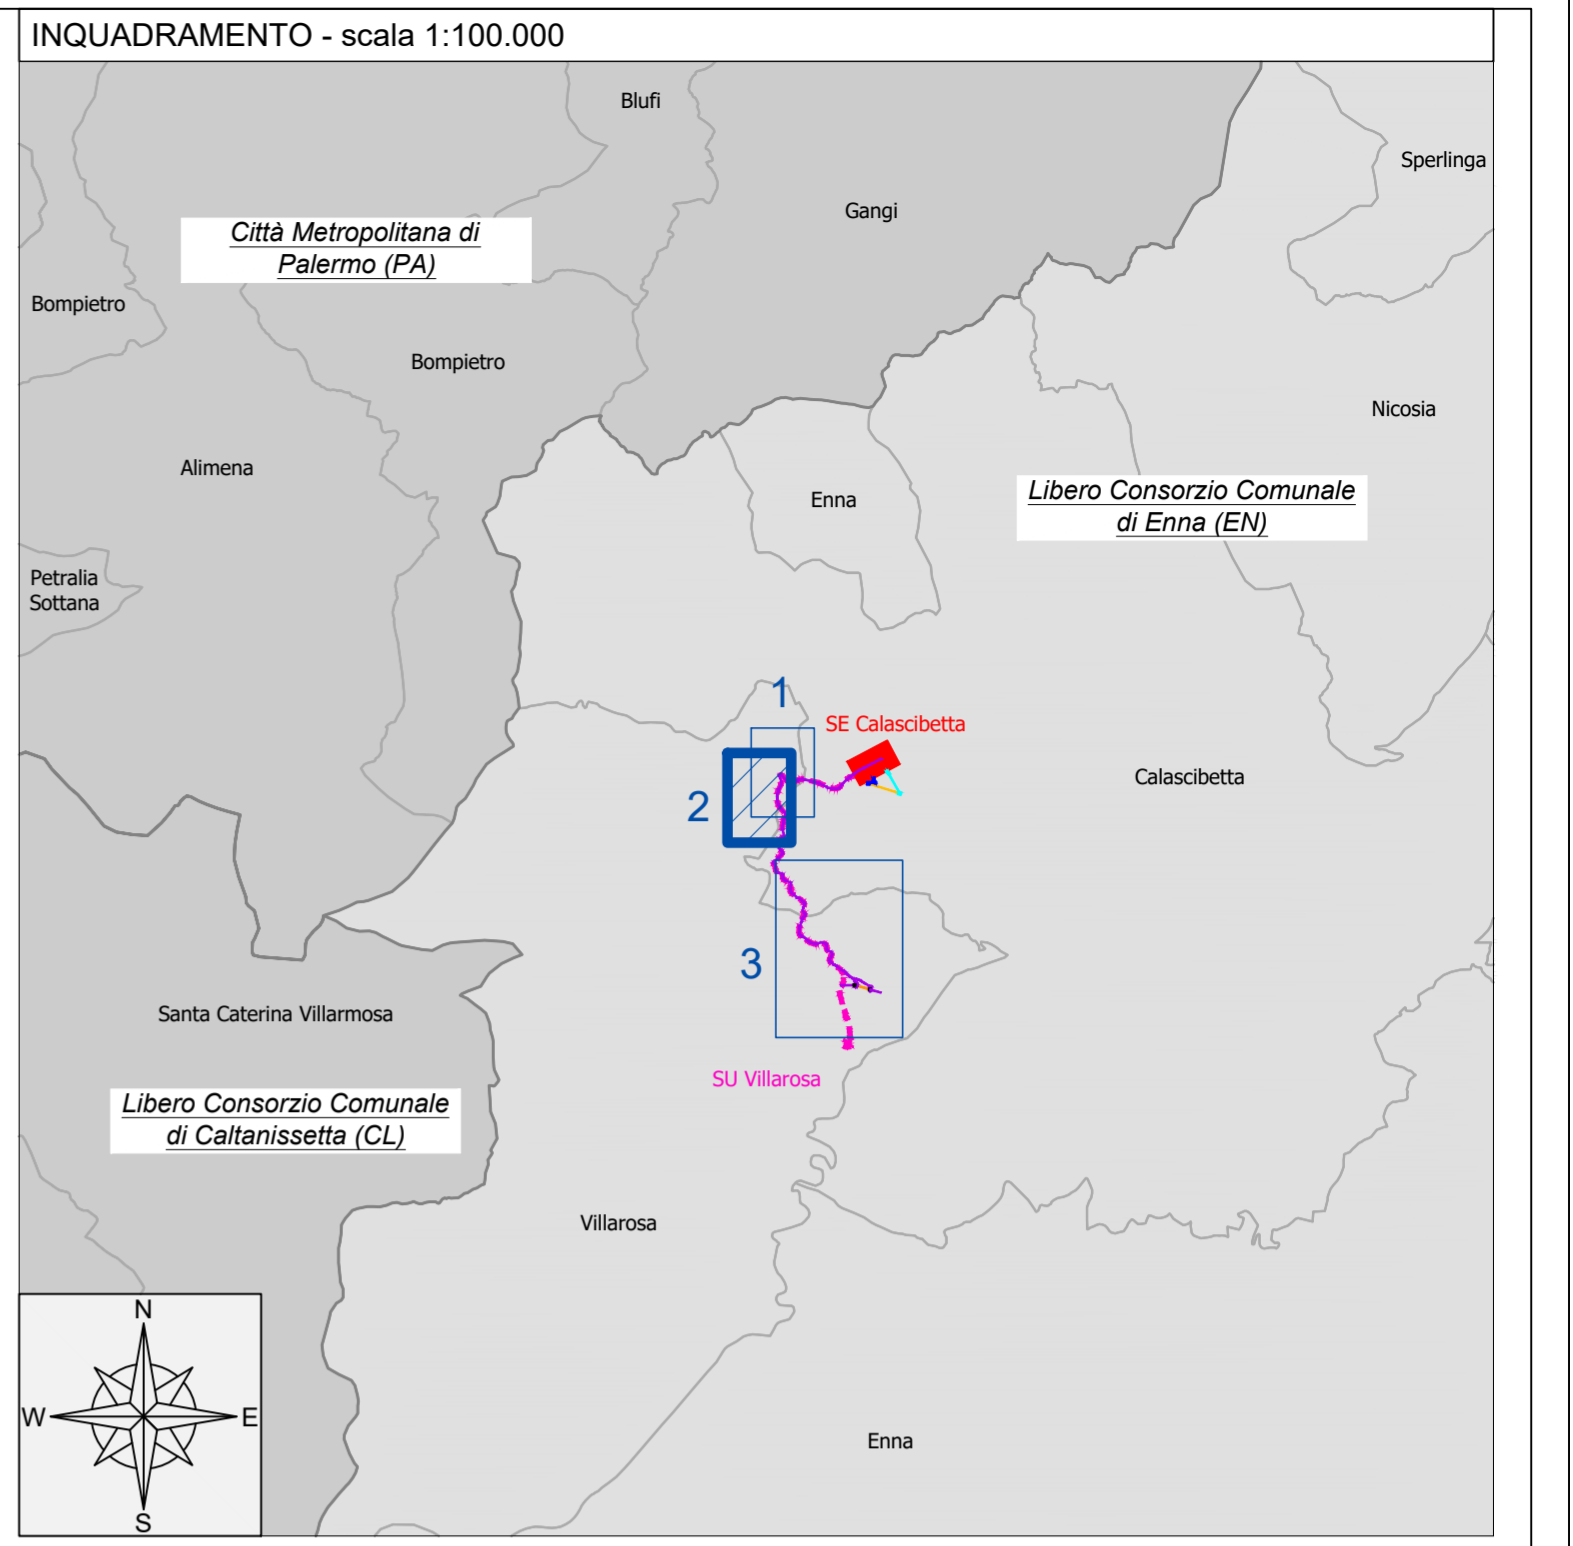 INQUADRAMENTO - scala 1:100.000
Blufi
Sperlinga
Gangi
Città Metropolitana di
Palermo (PA)
Bompietro
Bompietro
Nicosia
Alimena
Enna
Libero Consorzio Comunale
di Enna (EN)
Petralia
Sottana
1
SE Calascibetta
Calascibetta
2
3
Santa Caterina Villarmosa
SU Villarosa
Libero Consorzio Comunale
di Caltanissetta (CL)
Villarosa
N
W
E
S
Enna